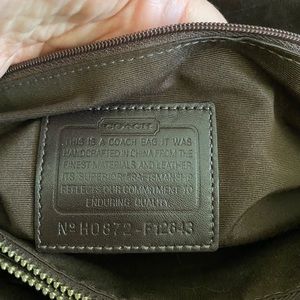 COACH
THIS IS A COACH BAG IT WAS
HANDCRAFTED IN CHINA FROM THE
FINEST MATERIALS AND LEATHER
ITS SUPERIOR CRAFTSMANSHIP
REFLECTS OUR COMMITMENT TO
ENDURING QUALITY.
Nº H0872-F12643